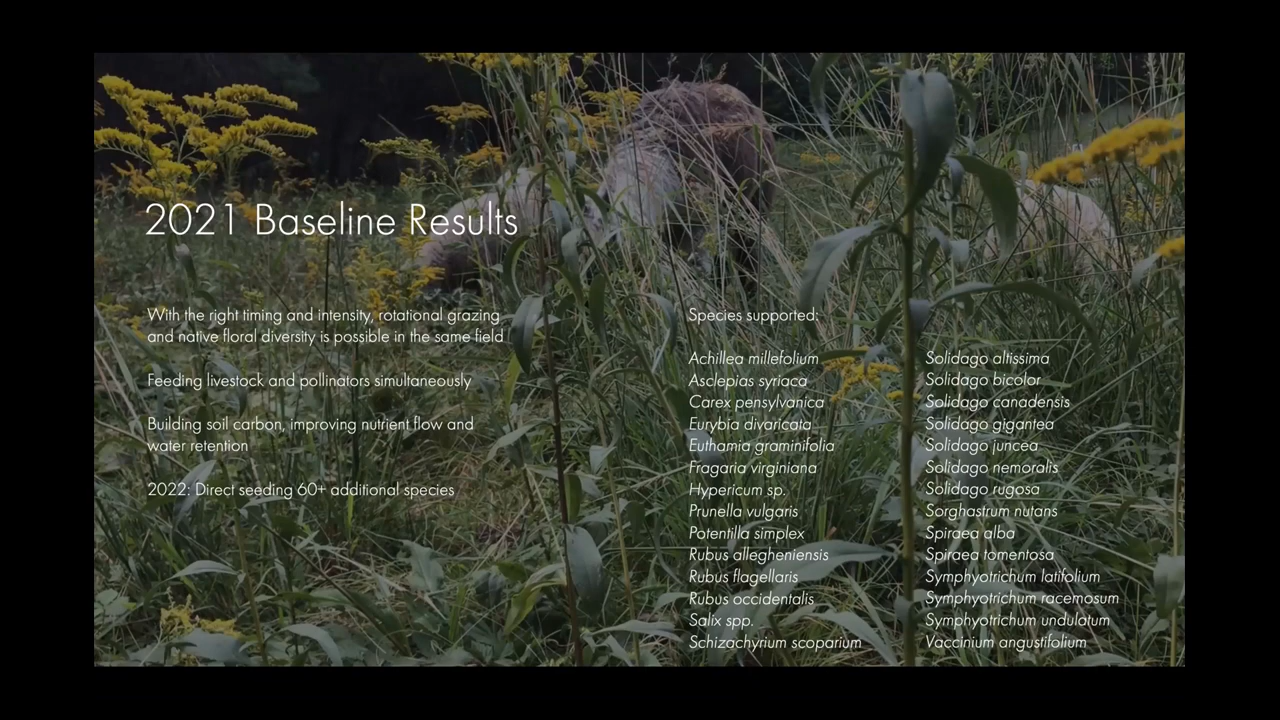 2021 Baseline Results
With the right timing and intensity, rotational grazing
and native floral diversity is possible in the same field
Feeding livestock and pollinators simultaneously
Building soil carbon, improving nutrient flow and
water retention
2022: Direct seeding 60+ additional species
Species supported:
Achillea millefolium
Asclepias syriaca
Carex pensylvanica
Eurybia divaricata
Euthamia graminifolia
Fragaria virginiana
Hypericum sp.
Prunella vulgaris
Potentilla simplex
Rubus allegheniensis
Rubus flagellaris
Rubus occidentalis
Salix spp.
Schizachyrium scoparium
Solidago altissima
Solidago bicolor
Solidago canadensis
Solidago gigantea
Solidago juncea
Solidago nemoralis
Solidago rugosa
Sorghastrum nutans
Spiraea alba
Spiraea tomentosa
Symphyotrichum latifolium
Symphyotrichum racemosum
Symphyotrichum undulatum
Vaccinium angustifolium